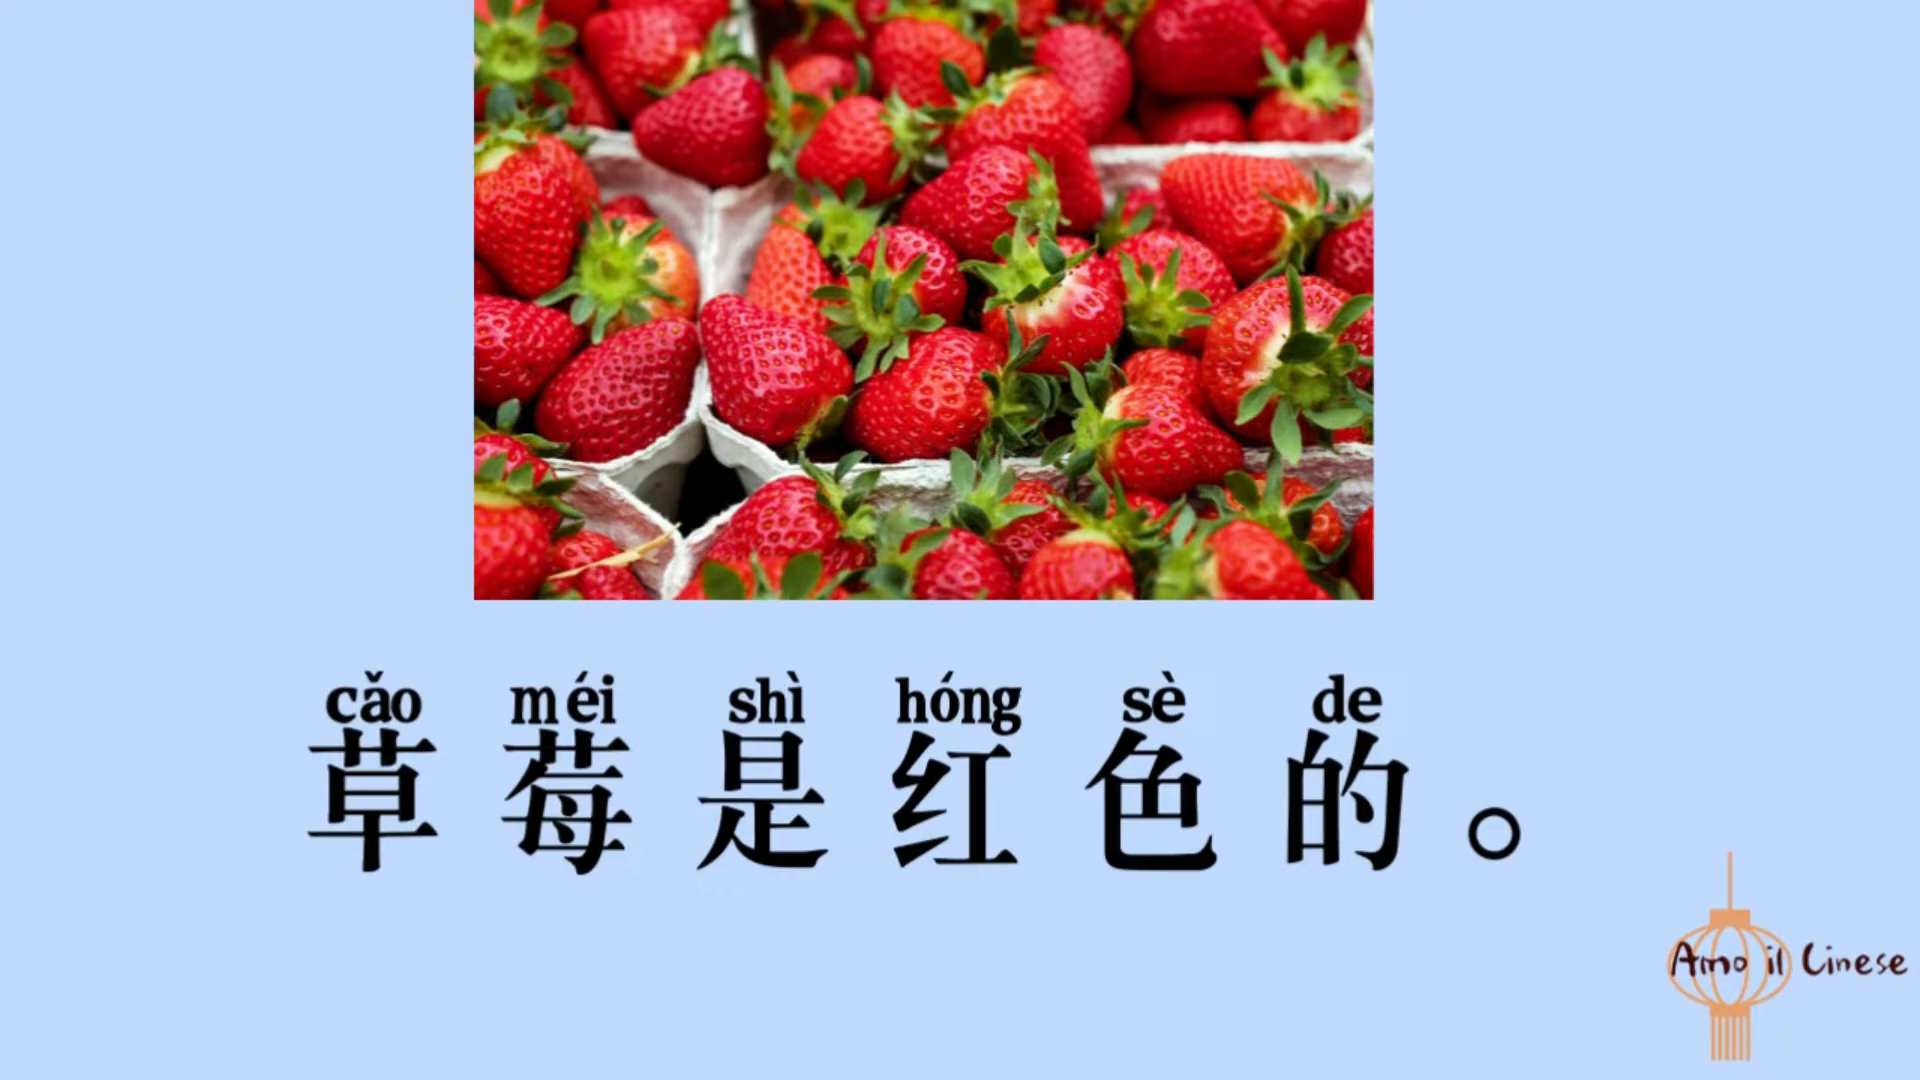 cǎo méi shì hóng sè de
草莓是红色的。
Amo il Cinese